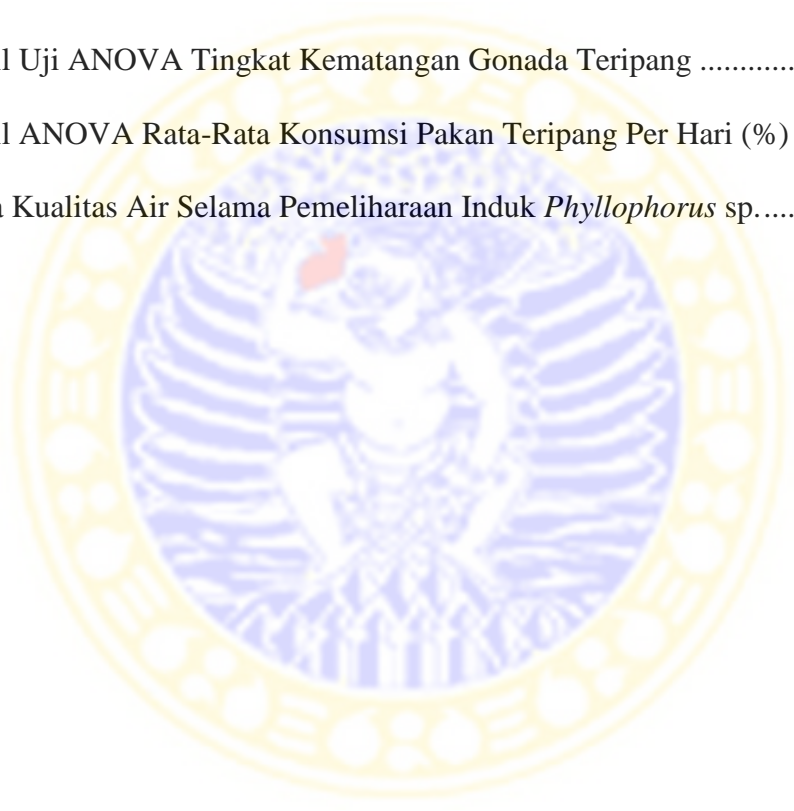 l Uji ANOVA Tingkat Kematangan Gonada Teripang ............
l ANOVA Rata-Rata Konsumsi Pakan Teripang Per Hari (%)
a Kualitas Air Selama Pemeliharaan Induk Phyllophorus sp.....